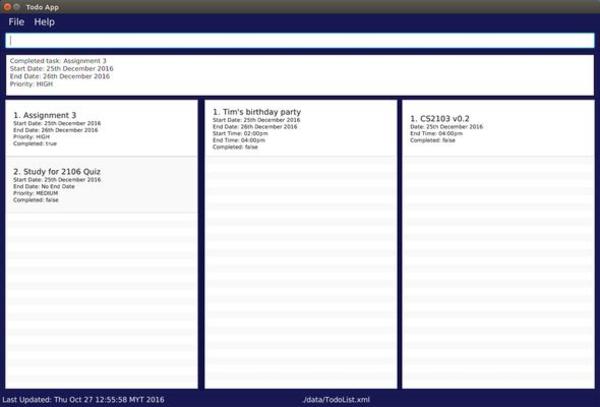 Todo App
File Help
Completed task: Assignment 3
Start Date: 25th December 2016
End Date: 26th December 2016
Priority: HIGH
1. Assignment 3
Start Date: 25th December 2016
End Date: 26th December 2016
Priority: HIGH
Completed: true
2. Study for 2106 Quiz
Start Date: 25th December 2016
End Date: No End Date
Priority: MEDIUM
Completed: false
1. Tim's birthday party
Start Date: 25th December 2016
End Date: 26th December 2016
Start Time: 02:00pm
End Time: 04:00pm
Completed: false
1. CS2103 v0.2
Date: 25th December 2016
End Time: 04:00pm
Completed: false
Last Updated: Thu Oct 27 12:55:58 MYT 2016
./data/TodoList.xml